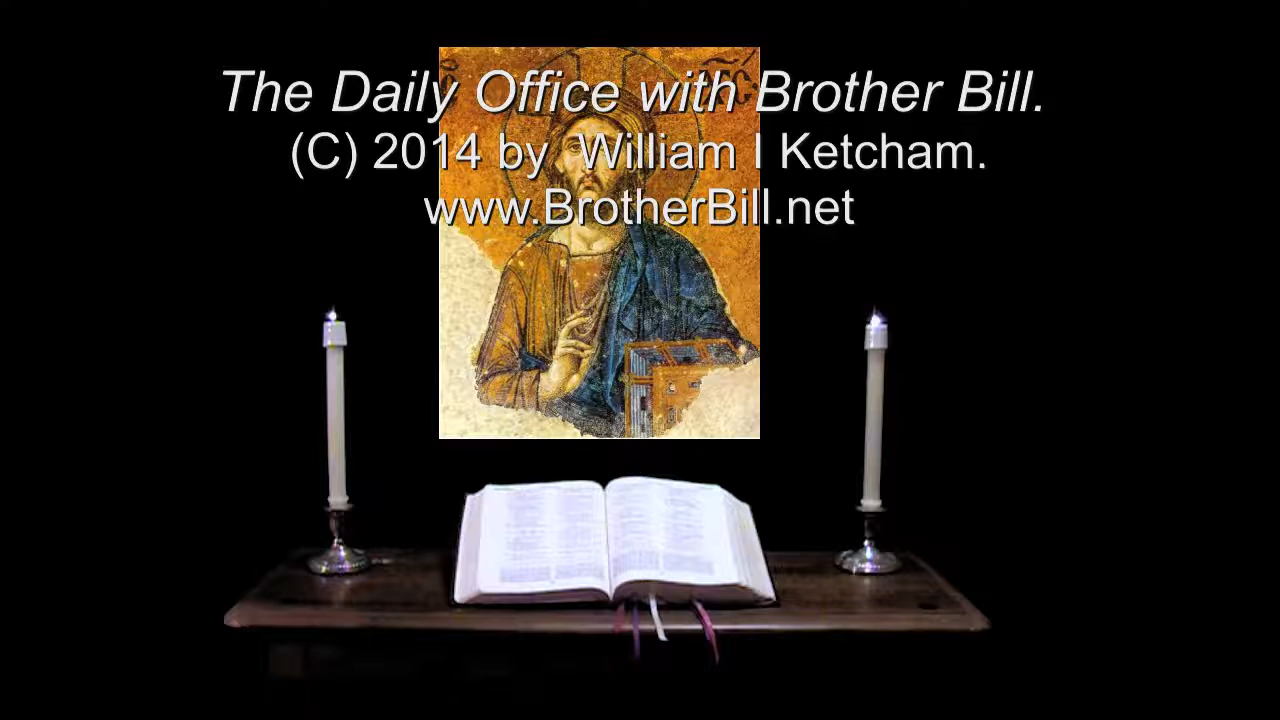 The Daily Office with Brother Bill.
(C) 2014 by  William I Ketcham.
www.BrotherBill.net